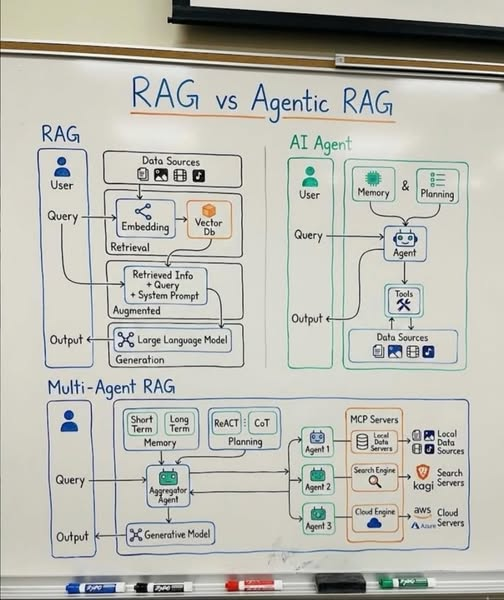 RAG vs Agentic RAG
RAG
User
Query
Output
Data Sources
Embedding
Vector
Db
Retrieval
Retrieved Info
+ Query
+ System Prompt
Augmented
Large Language Model
Generation
AI Agent
User
Query
Output
Memory
&
Planning
Agent
Tools
Data Sources
Multi-Agent RAG
Query
Output
Short
Term
Long
Term
Memory
ReACT
CoT
Planning
Aggregator
Agent
Generative Model
Agent 1
Agent 2
Agent 3
MCP Servers
Local
Data
Servers
Search Engine
Cloud Engine
Local
Data
Sources
kagi
Search
Servers
aws
Azure
Cloud
Servers